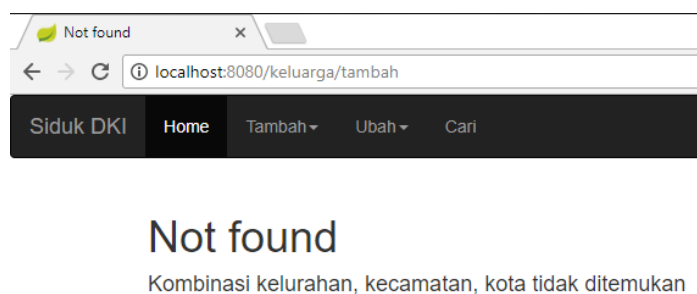 Not found
localhost:8080/keluarga/tambah
Siduk DKI Home Tambah Ubah Cari
Not found
Kombinasi kelurahan, kecamatan, kota tidak ditemukan